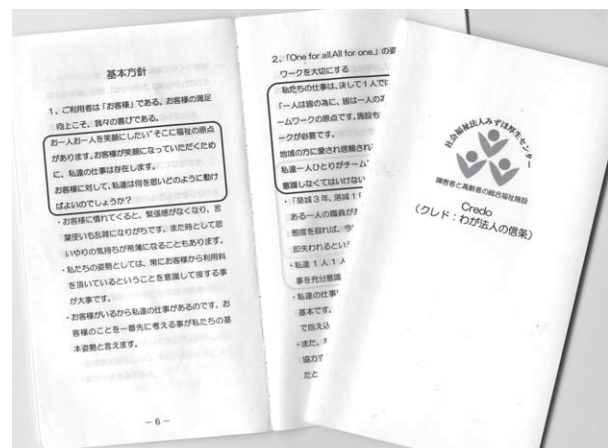 基本方針
1、ご利用者は「お客様」である。お客様の満足
向上こそ、我々の喜びである。
お一人お一人を笑顔にしたい”そこに福祉の原点
があります。お客様が笑顔になっていただくため
に、私達の仕事は存在します。
お客様に対して、私達は何を思いどのように動け
ばよいのでしょうか?
・お客様に慣れてくると、緊張感がなくなり、言
葉使いも乱雑になりがちです。また時として思
いやりの気持ちが希薄になることもあります。
・私たちの姿勢としては、常にお客様から利用料
を頂いているということを意識して接する事
が大事です。
・お客様がいるから私達の仕事があるのです。お
客様のことを一番先に考える事が私たちの基
本姿勢と言えます。
－6－
2、「One for all.All for one.」の姿
ワークを大切にする
私たちの仕事は、決して1人では
「一人は皆の為に、皆は一人の為
ームワークの原点です。施設も
ークが必要です。
地域の方に愛され信頼され
私達一人ひとりがチーム
意識しなくてはいけない
・「築城3年、落城1
ある一人の職員があ
態度を取れば、今
即失われるという
・私達1人1人
事を充分意識
・私達の仕事
基本です。
で抱え込
・また、
協力す
たと
社会福祉法人みずほ厚生センター
障害者と高齢者の総合福祉施設
Credo
(クレド：わが法人の信条)